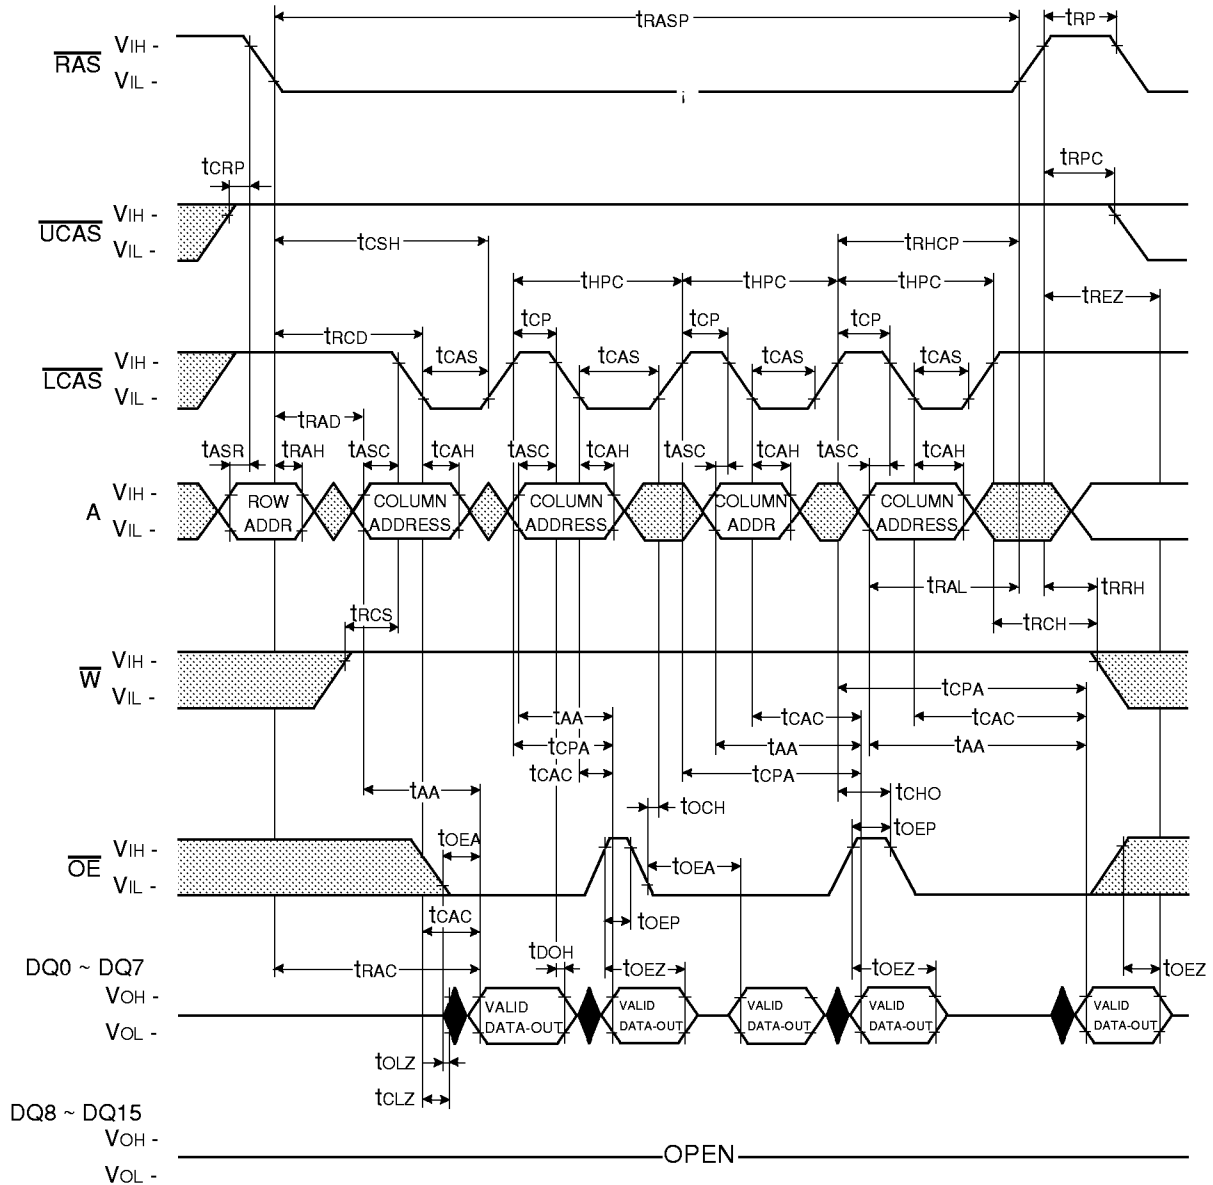 tRASP tRP
RAS VIH -
VIL -
tCRP tRPC
UCAS VIH -
VIL -
tCSH tRHCP
tHPC tHPC tHPC tREZ
tRCD tCP tCP tCP
LCAS VIH -
VIL -
tCAS tCAS tCAS tCAS
tRAD
tASR tRAH tASC tCAH tASC tCAH tASC tCAH tASC tCAH
A VIH -
VIL -
ROW ADDR
COLUMN ADDRESS
COLUMN ADDRESS
COLUMN ADDR
COLUMN ADDRESS
tRAL tRRH
tRCS tRCH
W VIH -
VIL -
tCPA
tAA tCAC tCAC
tCPA tAA tAA
tCAC tCPA
tAA tOCH tCHO
tOEA tOEP
OE VIH -
VIL -
tOEA
tCAC tOEP
tDOH
DQ0 ~ DQ7 tRAC tOEZ tOEZ tOEZ
VOH -
VOL -
VALID DATA-OUT
VALID DATA-OUT
VALID DATA-OUT
VALID DATA-OUT
VALID DATA-OUT
tOLZ
tCLZ
DQ8 ~ DQ15
VOH -
VOL -
OPEN